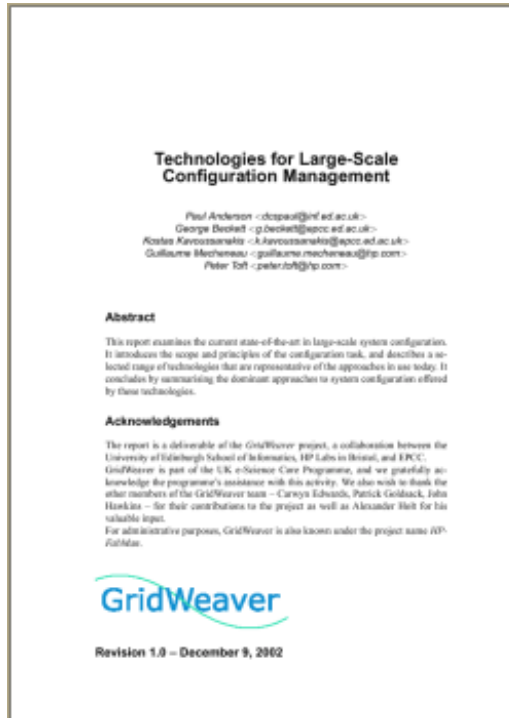 Technologies for Large-Scale
Configuration Management
Paul Anderson <dcspaul@inf.ed.ac.uk>
George Beckett <g.beckett@epcc.ed.ac.uk>
Kostas Kavoussanakis <k.kavoussanakis@epcc.ed.ac.uk>
Guillaume Mecheneau <guillaume.mecheneau@hp.com>
Peter Toft <peter.toft@hp.com>
Abstract
This report examines the current state-of-the-art in large-scale system configuration.
It introduces the scope and principles of the configuration task, and describes a se-
lected range of technologies that are representative of the approaches in use today. It
concludes by summarising the dominant approaches to system configuration offered
by these technologies.
Acknowledgements
The report is a deliverable of the GridWeaver project, a collaboration between the
University of Edinburgh School of Informatics, HP Labs in Bristol, and EPCC.
GridWeaver is part of the UK e-Science Core Programme, and we gratefully ac-
knowledge the programme's assistance with this activity. We also wish to thank the
other members of the GridWeaver team – Carwyn Edwards, Patrick Goldsack, John
Hawkins – for their contributions to the project as well as Alexander Holt for his
valuable input.
For administrative purposes, GridWeaver is also known under the project name HP-
GridWeaver
Revision 1.0 – December 9, 2002